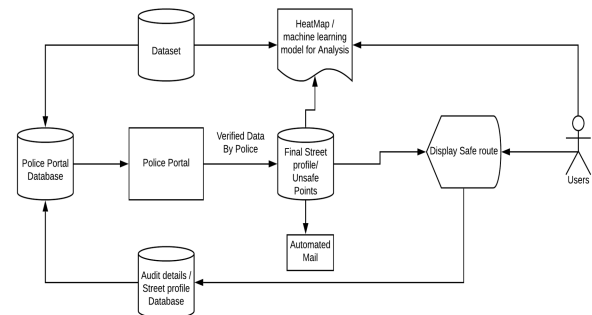 HeatMap /
machine learning
model for Analysis
Dataset
Verified Data
By Police
Police Portal
Database
Police Portal
Final Street
profile/
Unsafe
Points
Display Safe route
Users
Automated
Mail
Audit details /
Street profile
Database